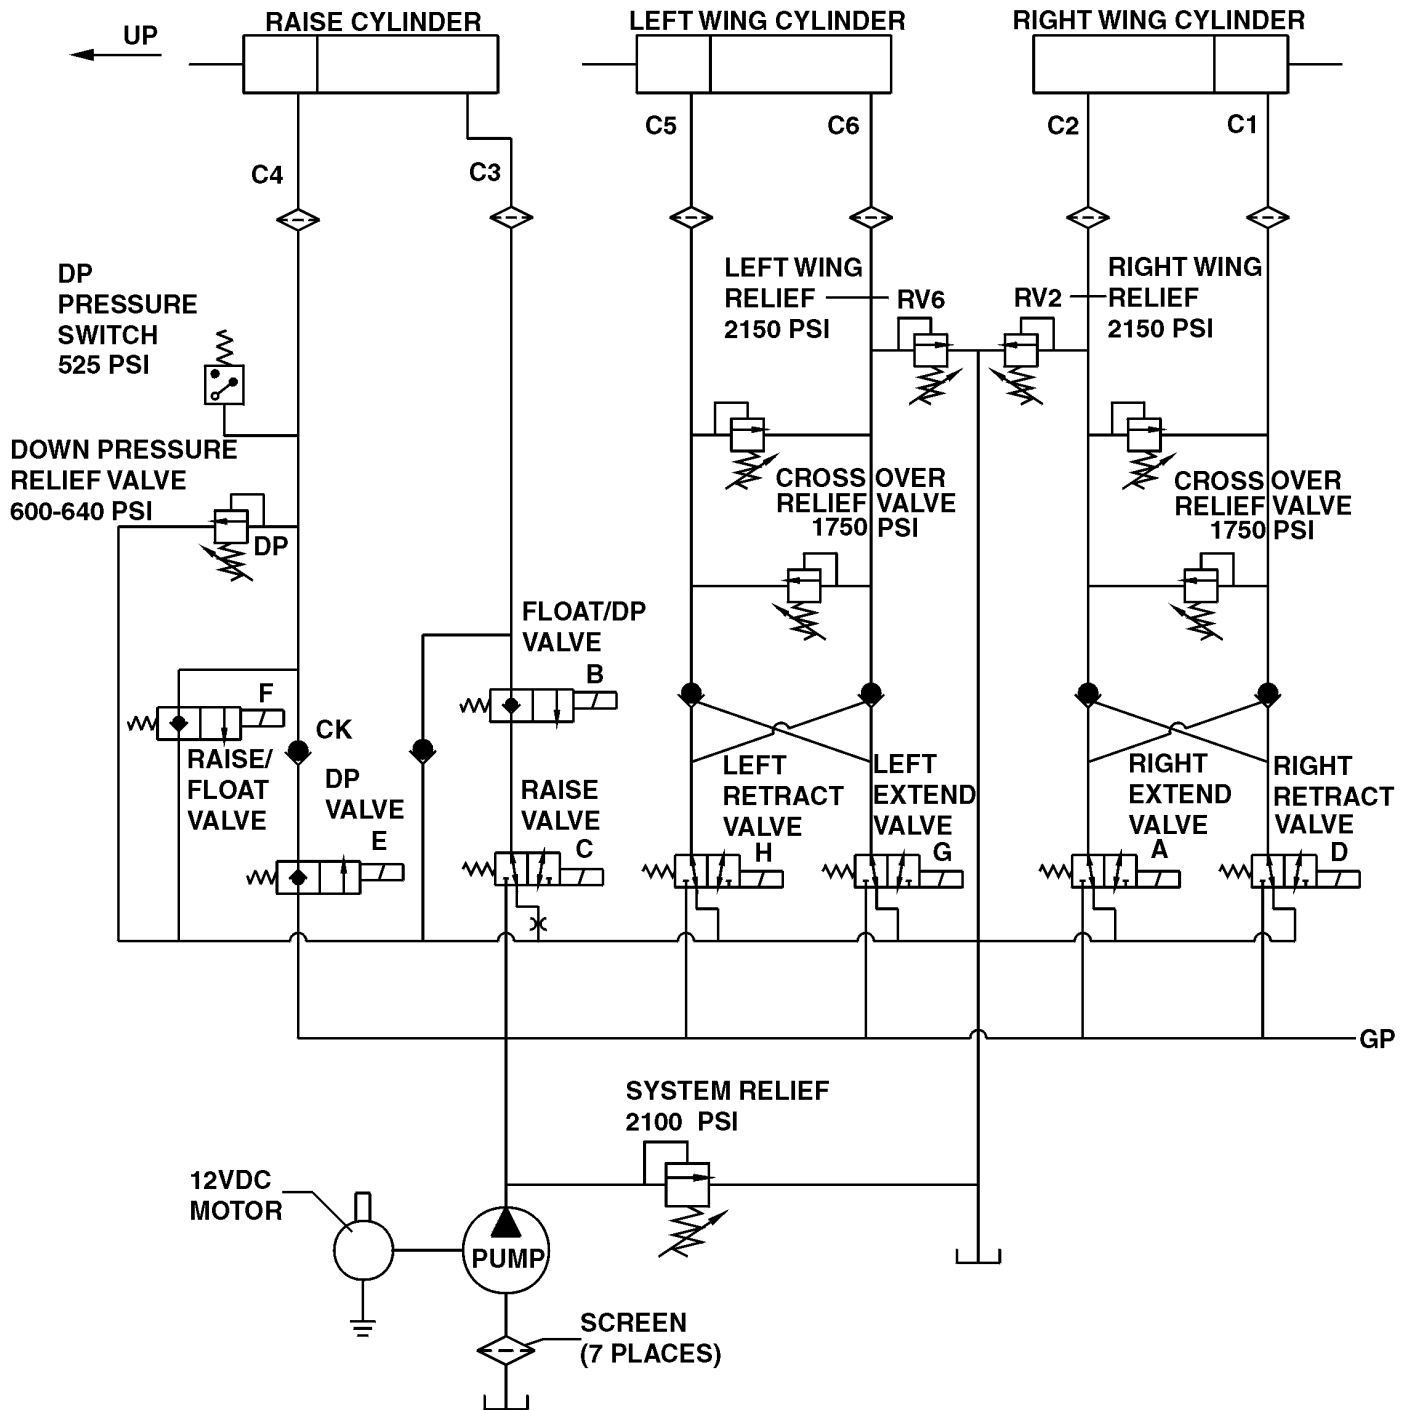 UP
RAISE CYLINDER
LEFT WING CYLINDER
RIGHT WING CYLINDER
C4
C3
C5
C6
C2
C1
DP
PRESSURE
SWITCH
525 PSI
LEFT WING
RELIEF
2150 PSI
RV6
RV2
RIGHT WING
RELIEF
2150 PSI
DOWN PRESSURE
RELIEF VALVE
600-640 PSI
DP
CROSS OVER
RELIEF VALVE
1750 PSI
CROSS OVER
RELIEF VALVE
1750 PSI
FLOAT/DP
VALVE
B
F
RAISE/
FLOAT
VALVE
CK
DP
VALVE
E
RAISE
VALVE
C
LEFT
RETRACT
VALVE
H
LEFT
EXTEND
VALVE
G
RIGHT
EXTEND
VALVE
A
RIGHT
RETRACT
VALVE
D
GP
SYSTEM RELIEF
2100 PSI
12VDC
MOTOR
PUMP
SCREEN
(7 PLACES)